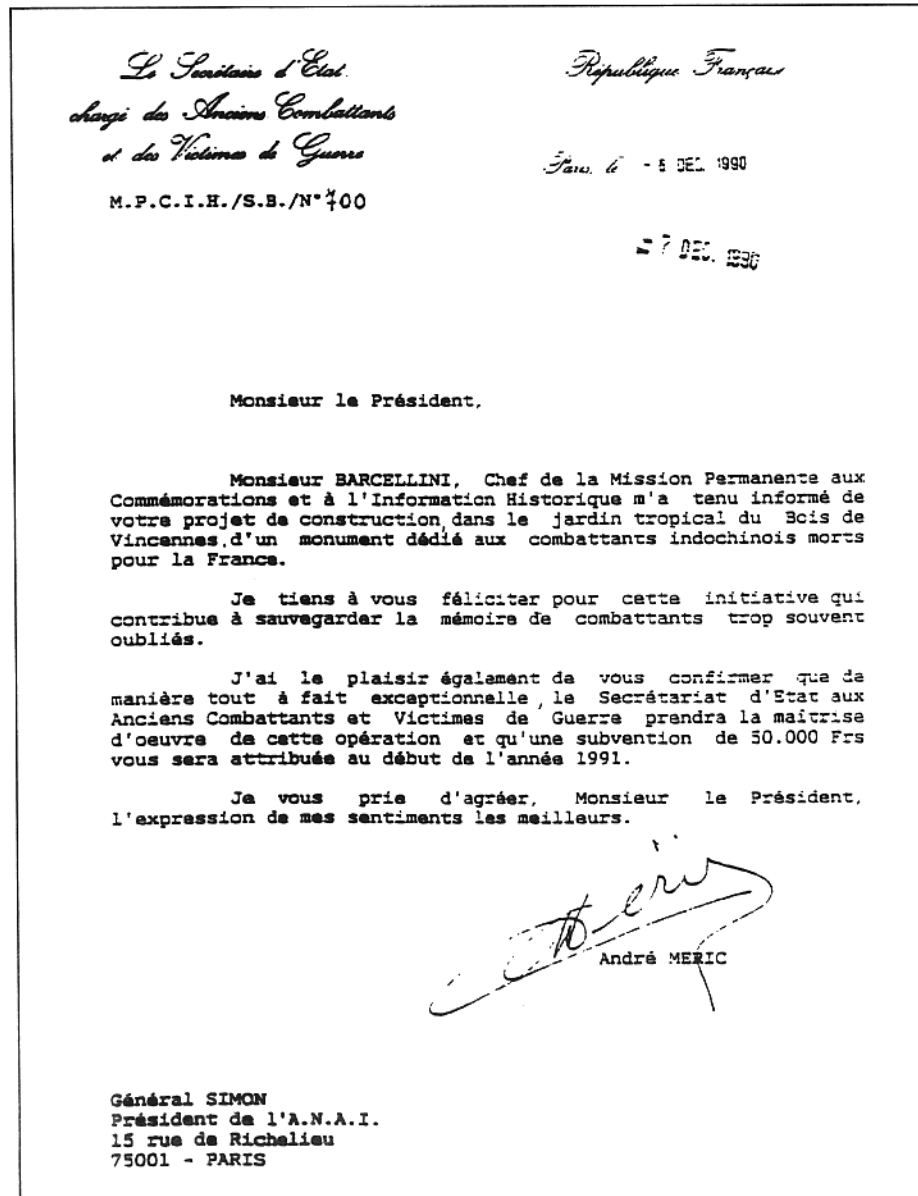 Le Secrétaire d'Etat
chargé des Anciens Combattants
et des Victimes de Guerre
République Française
Paris, le - 5 DEC. 1990
M.P.C.I.H./S.B./N°700
7 DEC. 1990
Monsieur le Président,
Monsieur BARCELLINI, Chef de la Mission Permanente aux
Commémorations et à l'Information Historique m'a tenu informé de
votre projet de construction, dans le jardin tropical du Bois de
Vincennes, d'un monument dédié aux combattants indochinois morts
pour la France.
Je tiens à vous féliciter pour cette initiative qui
contribue à sauvegarder la mémoire de combattants trop souvent
oubliés.
J'ai le plaisir également de vous confirmer que de
manière tout à fait exceptionnelle, le Secrétariat d'Etat aux
Anciens Combattants et Victimes de Guerre prendra la maîtrise
d'oeuvre de cette opération et qu'une subvention de 50.000 Frs
vous sera attribuée au début de l'année 1991.
Je vous prie d'agréer, Monsieur le Président,
l'expression de mes sentiments les meilleurs.
André MERIC
Général SIMON
Président de l'A.N.A.I.
15 rue de Richelieu
75001 - PARIS